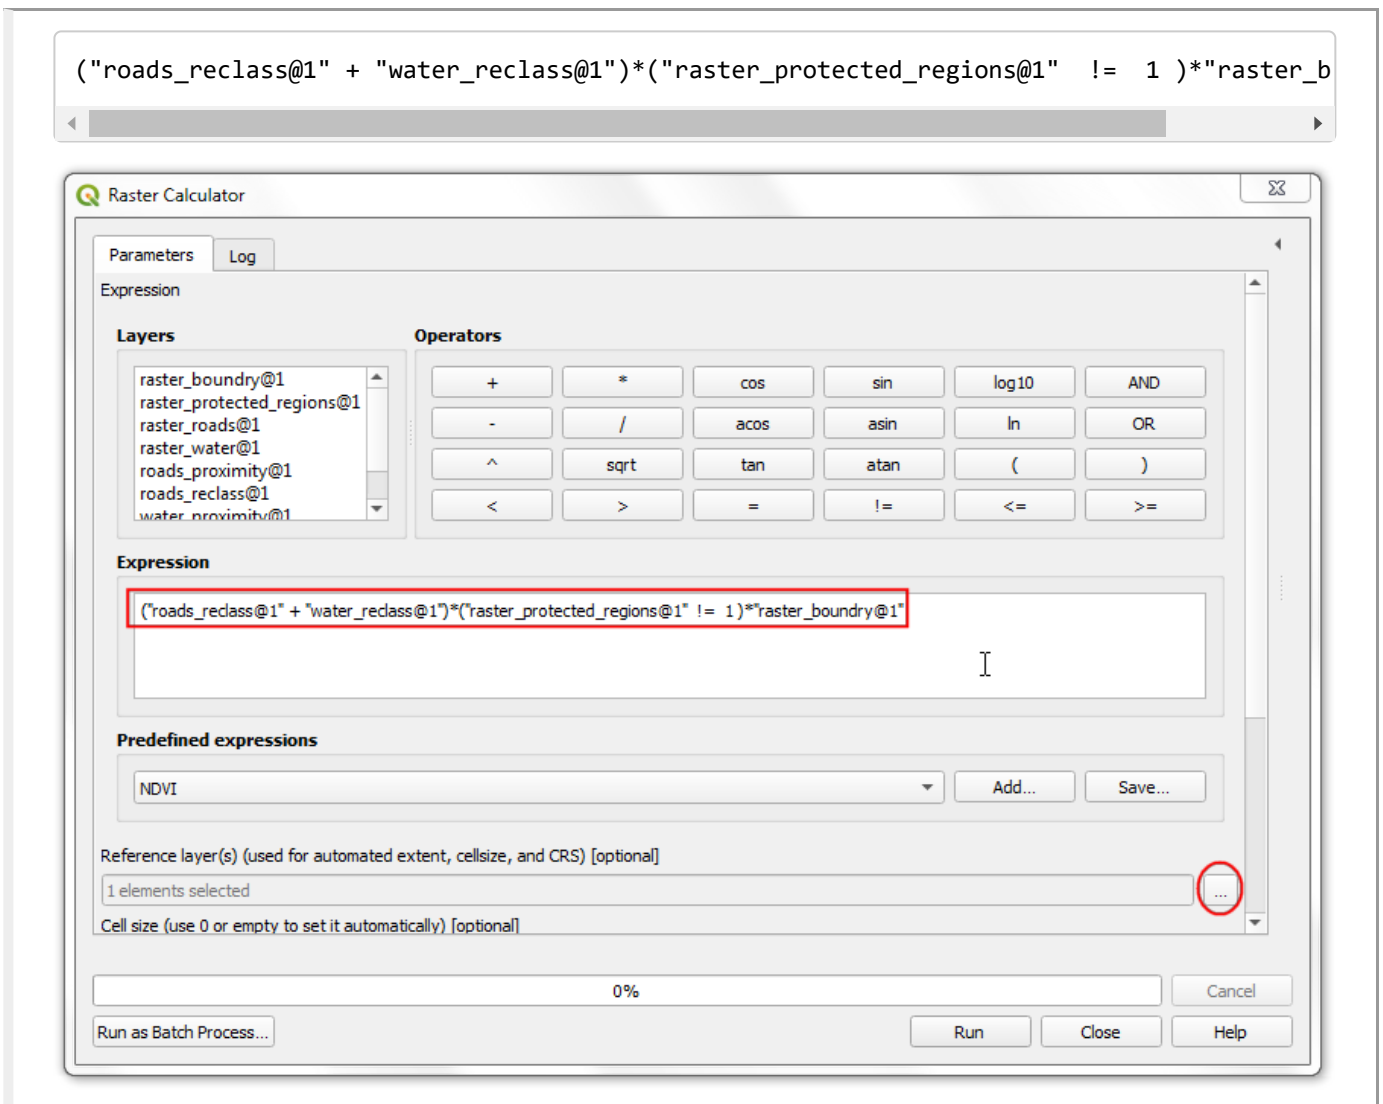 ("roads_reclass@1" + "water_reclass@1")*("raster_protected_regions@1"  !=  1 )*"raster_b
Raster Calculator
Parameters Log
Expression
Layers Operators
raster_boundry@1
raster_protected_regions@1
raster_roads@1
raster_water@1
roads_proximity@1
roads_reclass@1
water_proximity@1
+ * cos sin log10 AND
- / acos asin ln OR
^ sqrt tan atan ( )
< > = != <= >=
Expression
("roads_reclass@1" + "water_reclass@1")*("raster_protected_regions@1"  !=  1 )*"raster_boundry@1"
Predefined expressions
NDVI Add... Save...
Reference layer(s) (used for automated extent, cellsize, and CRS) [optional]
1 elements selected ...
Cell size (use 0 or empty to set it automatically) [optional]
0% Cancel
Run as Batch Process... Run Close Help